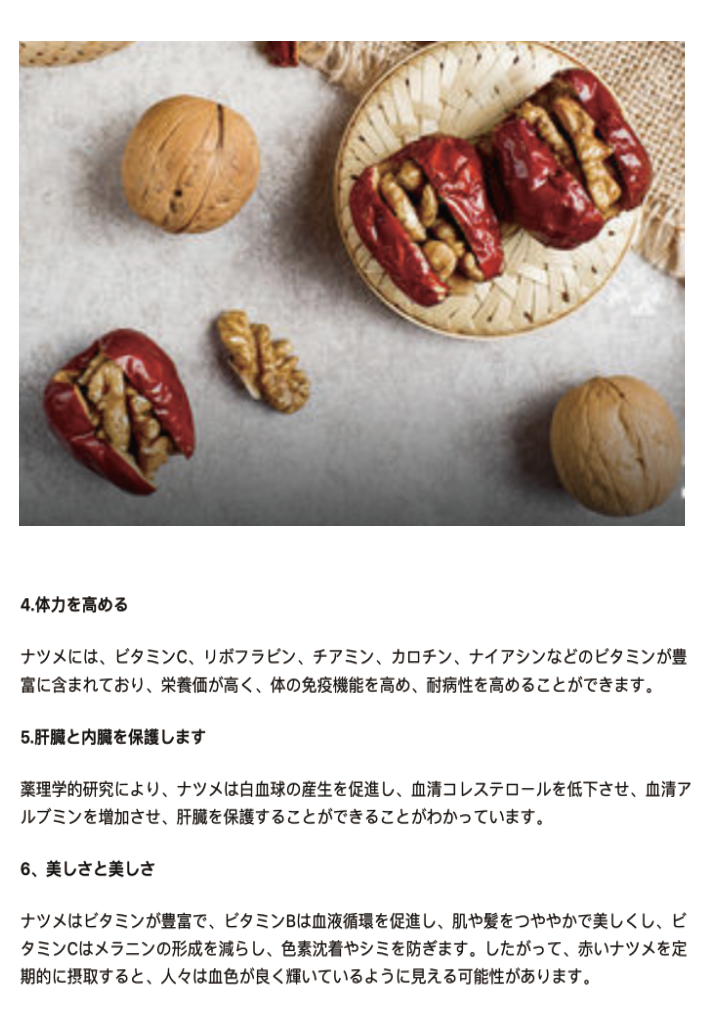 4.体力を高める
ナツメには、ビタミンC、リボフラビン、チアミン、カロチン、ナイアシンなどのビタミンが豊
富に含まれており、栄養価が高く、体の免疫機能を高め、耐病性を高めることができます。
5.肝臓と内臓を保護します
薬理学的研究により、ナツメは白血球の産生を促進し、血清コレステロールを低下させ、血清ア
ルブミンを増加させ、肝臓を保護することができることがわかっています。
6、美しさと美しさ
ナツメはビタミンが豊富で、ビタミンBは血液循環を促進し、肌や髪をつややかで美しくし、ビ
タミンCはメラニンの形成を減らし、色素沈着やシミを防ぎます。したがって、赤いナツメを定
期的に摂取すると、人々は血色が良く輝いているように見える可能性があります。